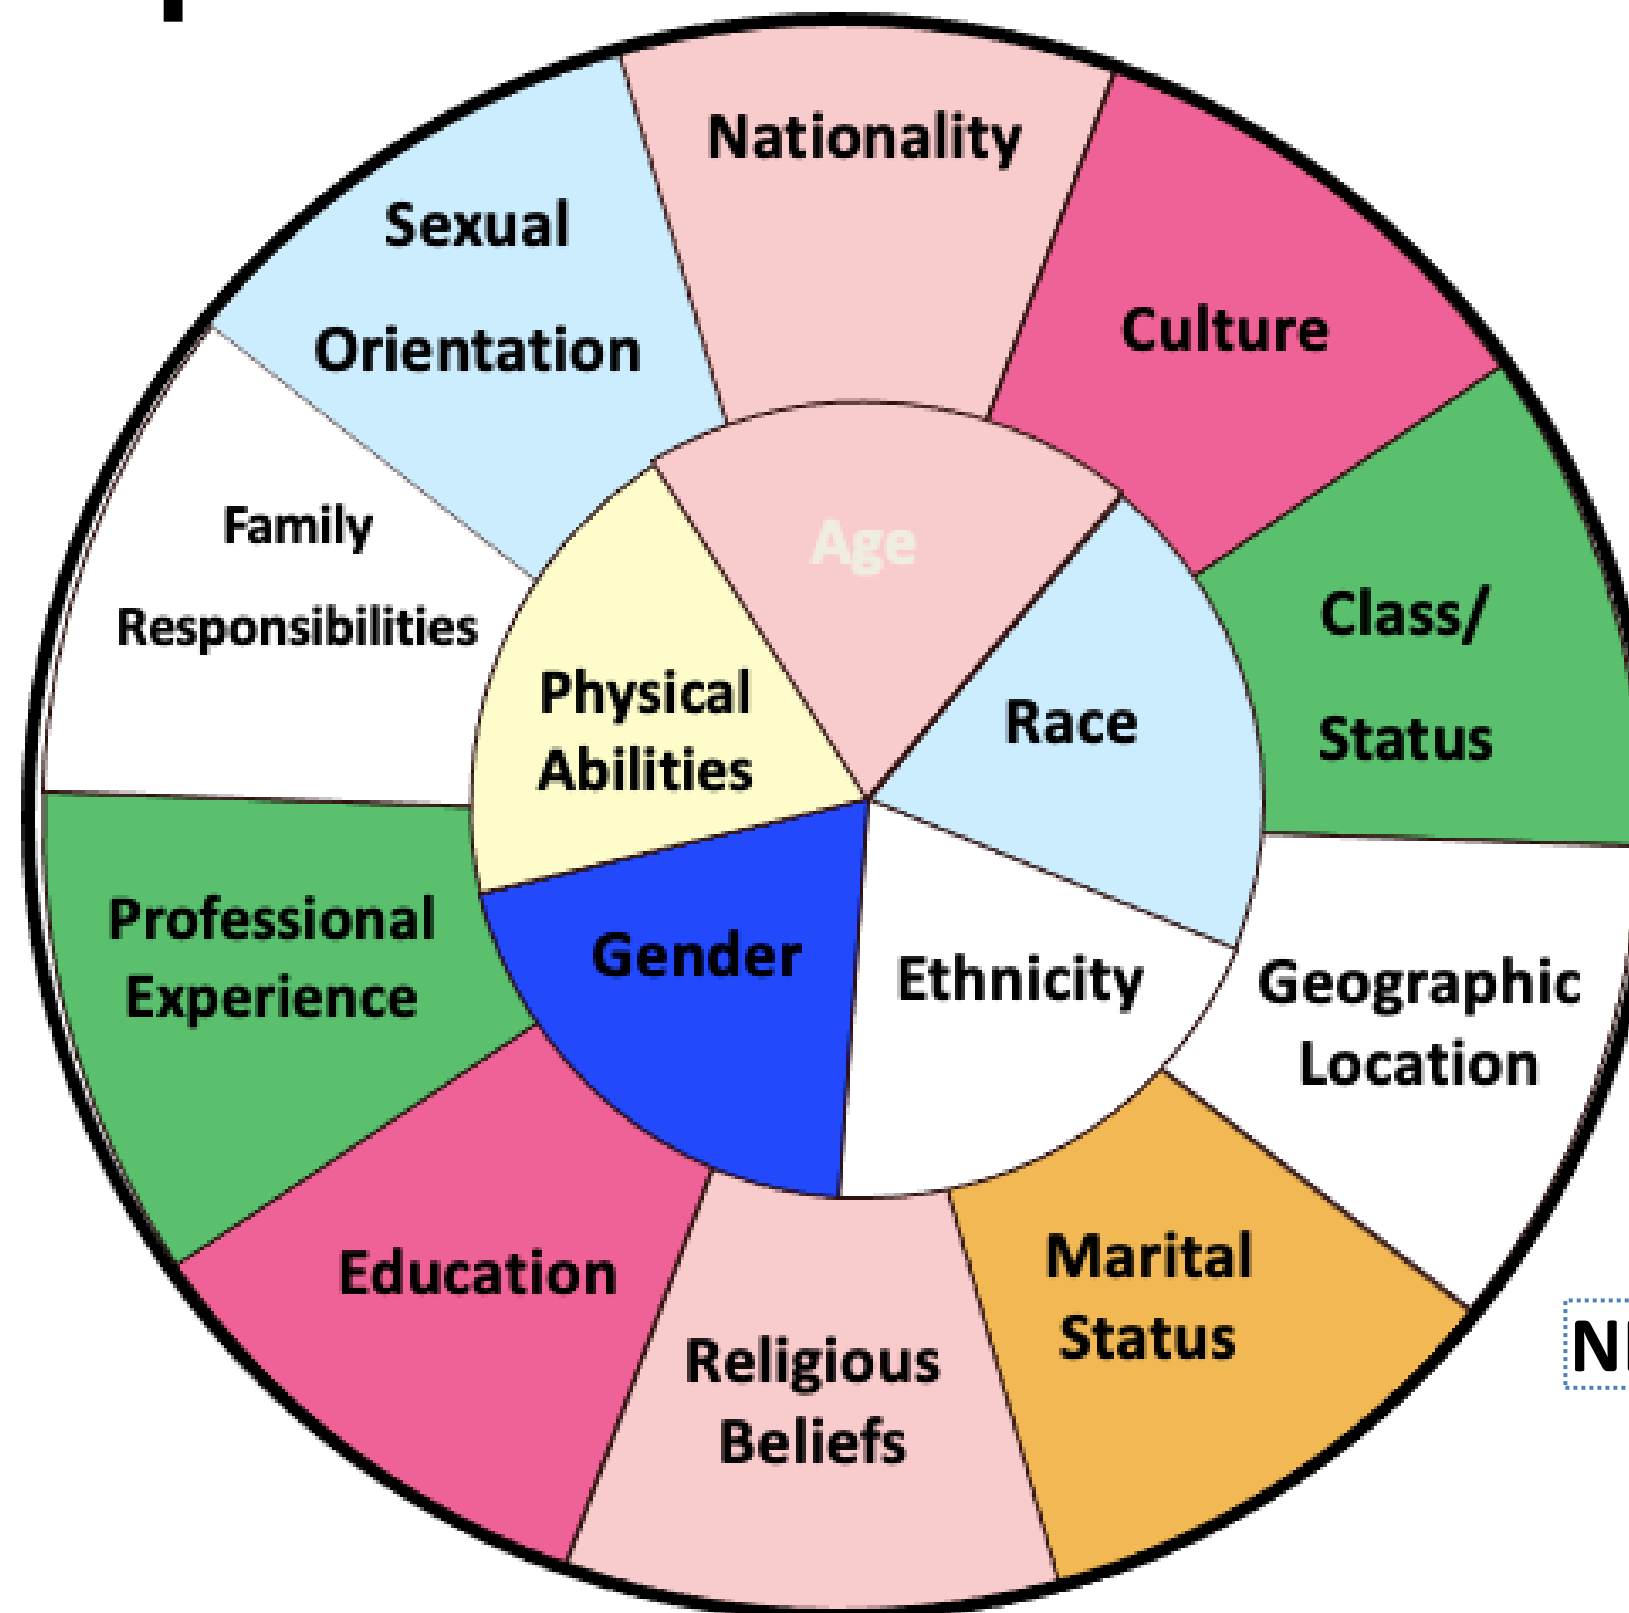 Nationality
Sexual
Orientation
Culture
Family
Responsibilities
Age
Class/
Status
Physical
Abilities
Race
Professional
Experience
Gender
Ethnicity
Geographic
Location
Education
Marital
Status
Religious
Beliefs